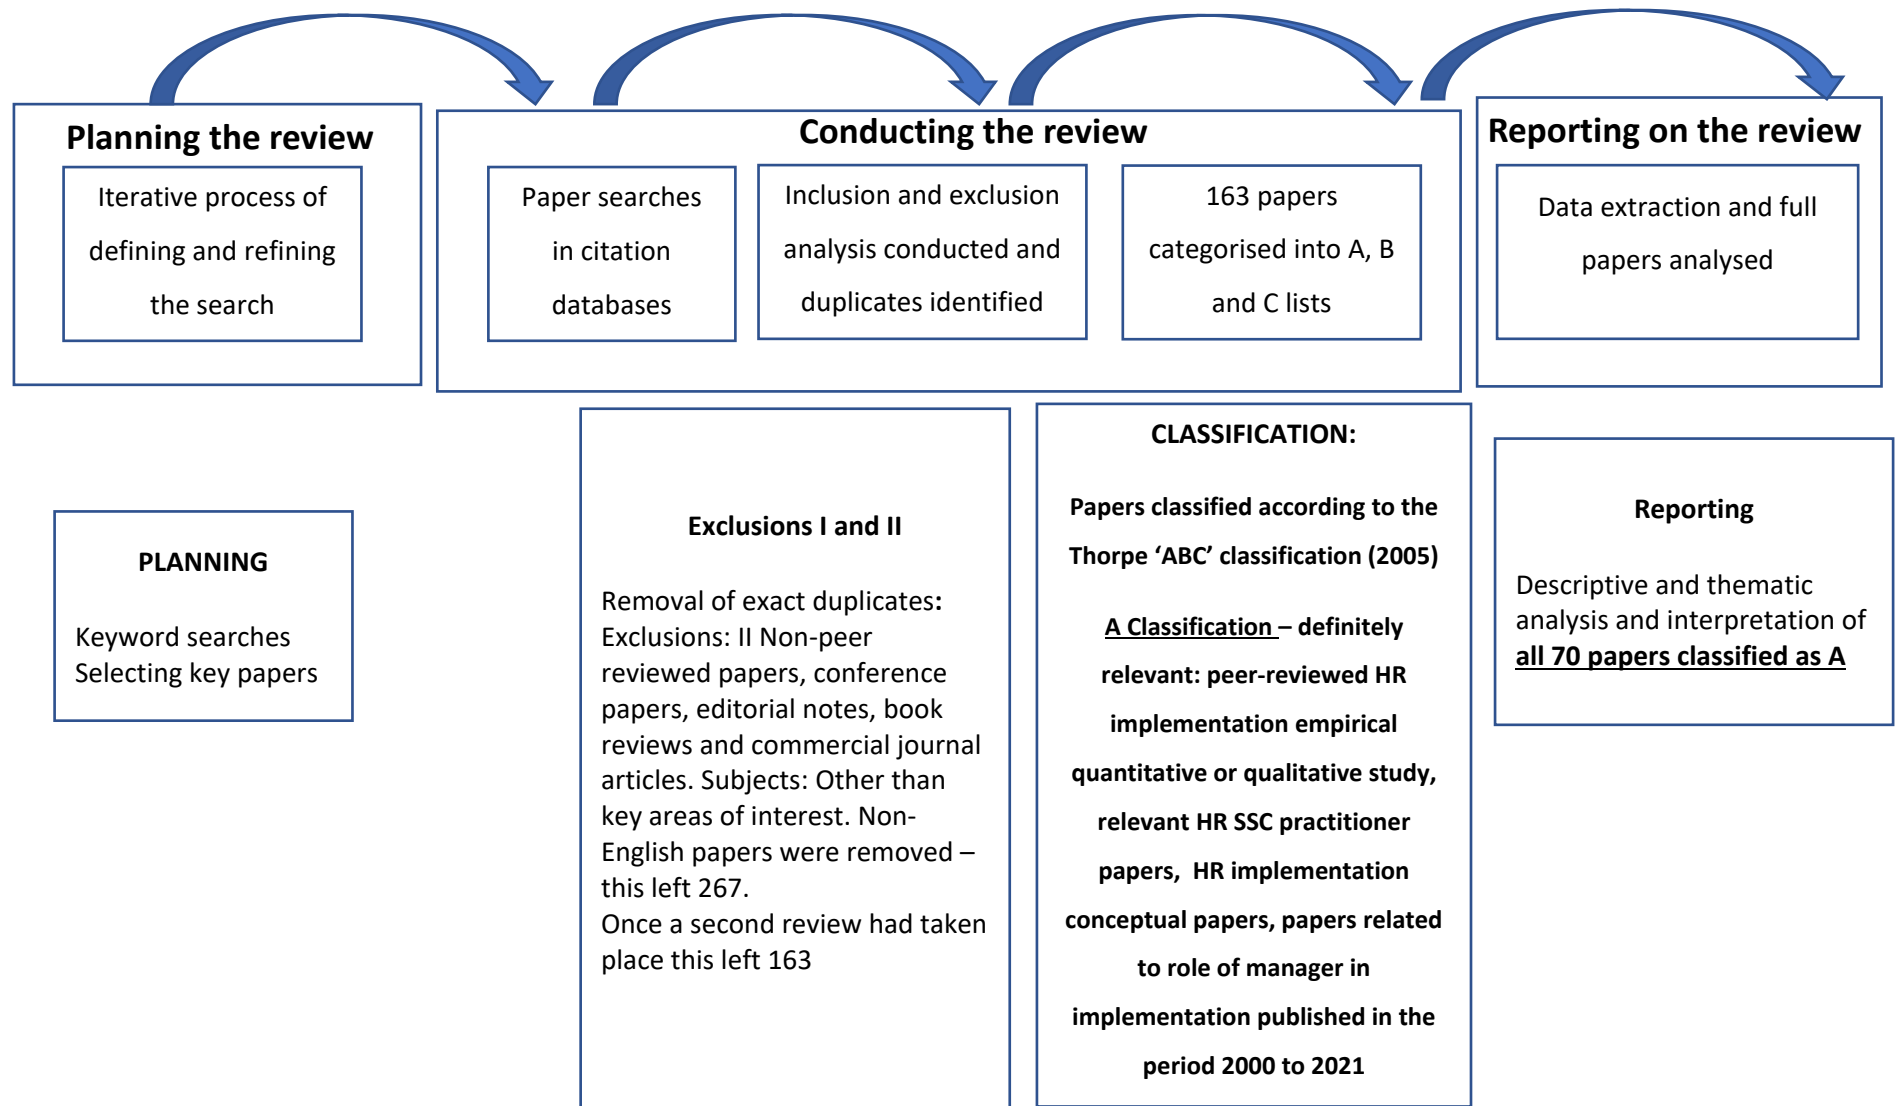 Planning the review
Iterative process of
defining and refining
the search
Conducting the review
Paper searches
in citation
databases
Inclusion and exclusion
analysis conducted and
duplicates identified
163 papers
categorised into A, B
and C lists
Reporting on the review
Data extraction and full
papers analysed
PLANNING
Keyword searches
Selecting key papers
Exclusions I and II
Removal of exact duplicates:
Exclusions: II Non-peer
reviewed papers, conference
papers, editorial notes, book
reviews and commercial journal
articles. Subjects: Other than
key areas of interest. Non-
English papers were removed –
this left 267.
Once a second review had taken
place this left 163
CLASSIFICATION:
Papers classified according to the
Thorpe ‘ABC’ classification (2005)
A Classification – definitely
relevant: peer-reviewed HR
implementation empirical
quantitative or qualitative study,
relevant HR SSC practitioner
papers, HR implementation
conceptual papers, papers related
to role of manager in
implementation published in the
period 2000 to 2021
Reporting
Descriptive and thematic
analysis and interpretation of
all 70 papers classified as A